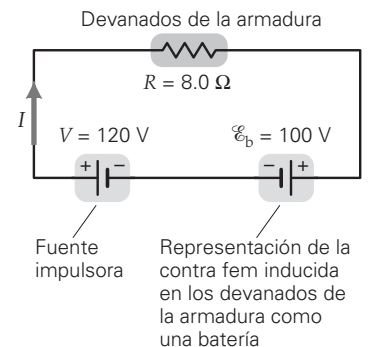 Devanados de la armadura
R = 8.0 Ω
I
V = 120 V
ℰb = 100 V
+ −
− +
Fuente
impulsora
Representación de la
contra fem inducida
en los devanados de
la armadura como
una batería